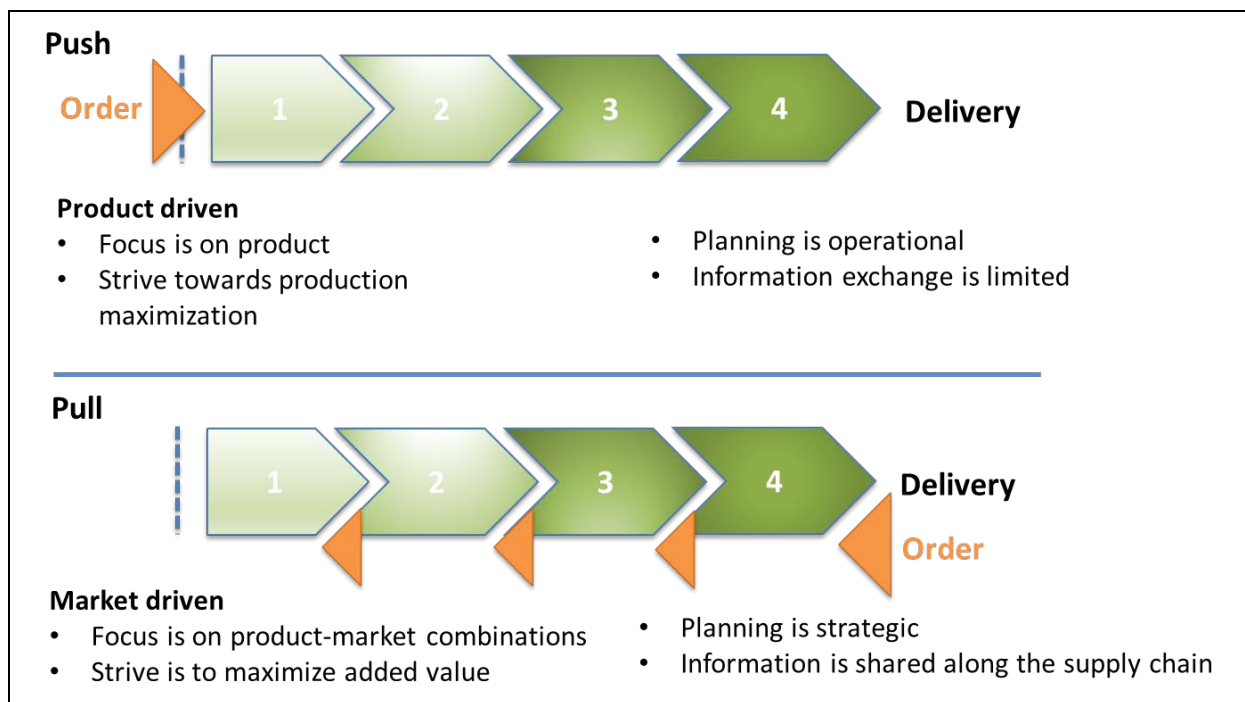 Push
Order
1
2
3
4
Delivery
Product driven
• Focus is on product
• Strive towards production
maximization
• Planning is operational
• Information exchange is limited
Pull
1
2
3
4
Delivery
Order
Market driven
• Focus is on product-market combinations
• Strive is to maximize added value
• Planning is strategic
• Information is shared along the supply chain